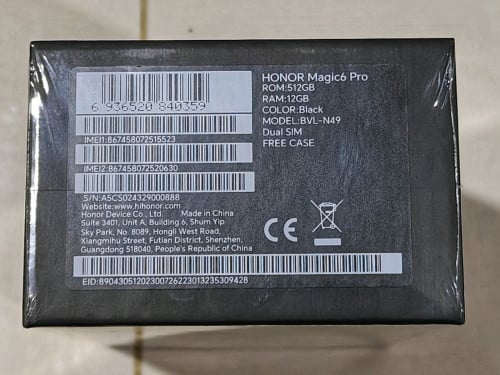 6 936520 840359
IMEI1:867458072515523
IMEI2:867458072520630
S/N:A5CS024329000888
Website:www.hihonor.com
Honor Device Co., Ltd. Made in China
Suite 3401, Unit A, Building 6, Shum Yip
Sky Park, No. 8089, Hongli West Road,
Xiangmihu Street, Futian District, Shenzhen,
Guangdong 518040, People's Republic of China
EID:89043051202300726223013235309428
HONOR Magic6 Pro
ROM:512GB
RAM:12GB
COLOR:Black
MODEL:BVL-N49
Dual SIM
FREE CASE
CE